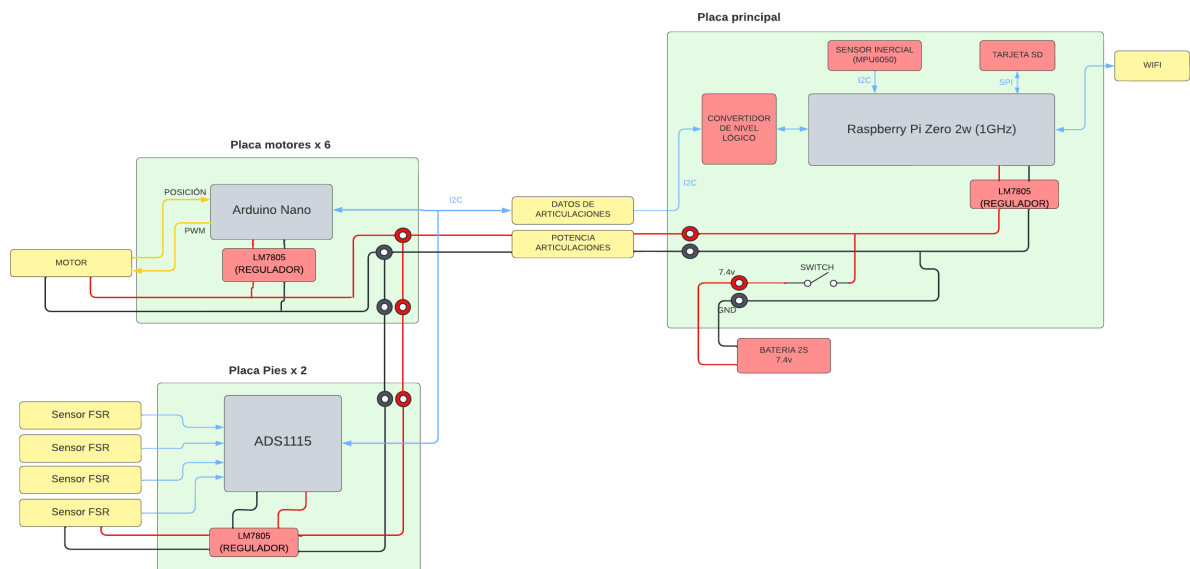 Placa principal
SENSOR INERCIAL
(MPU6050)
TARJETA SD
WIFI
I2C
SPI
CONVERTIDOR
DE NIVEL
LÓGICO
Raspberry Pi Zero 2w (1GHz)
I2C
LM7805
(REGULADOR)
Placa motores x 6
POSICIÓN
Arduino Nano
PWM
LM7805
(REGULADOR)
MOTOR
I2C
DATOS DE
ARTICULACIONES
POTENCIA
ARTICULACIONES
7.4v
SWITCH
GND
BATERIA 2S
7.4v
Placa Pies x 2
Sensor FSR
Sensor FSR
Sensor FSR
Sensor FSR
ADS1115
LM7805
(REGULADOR)